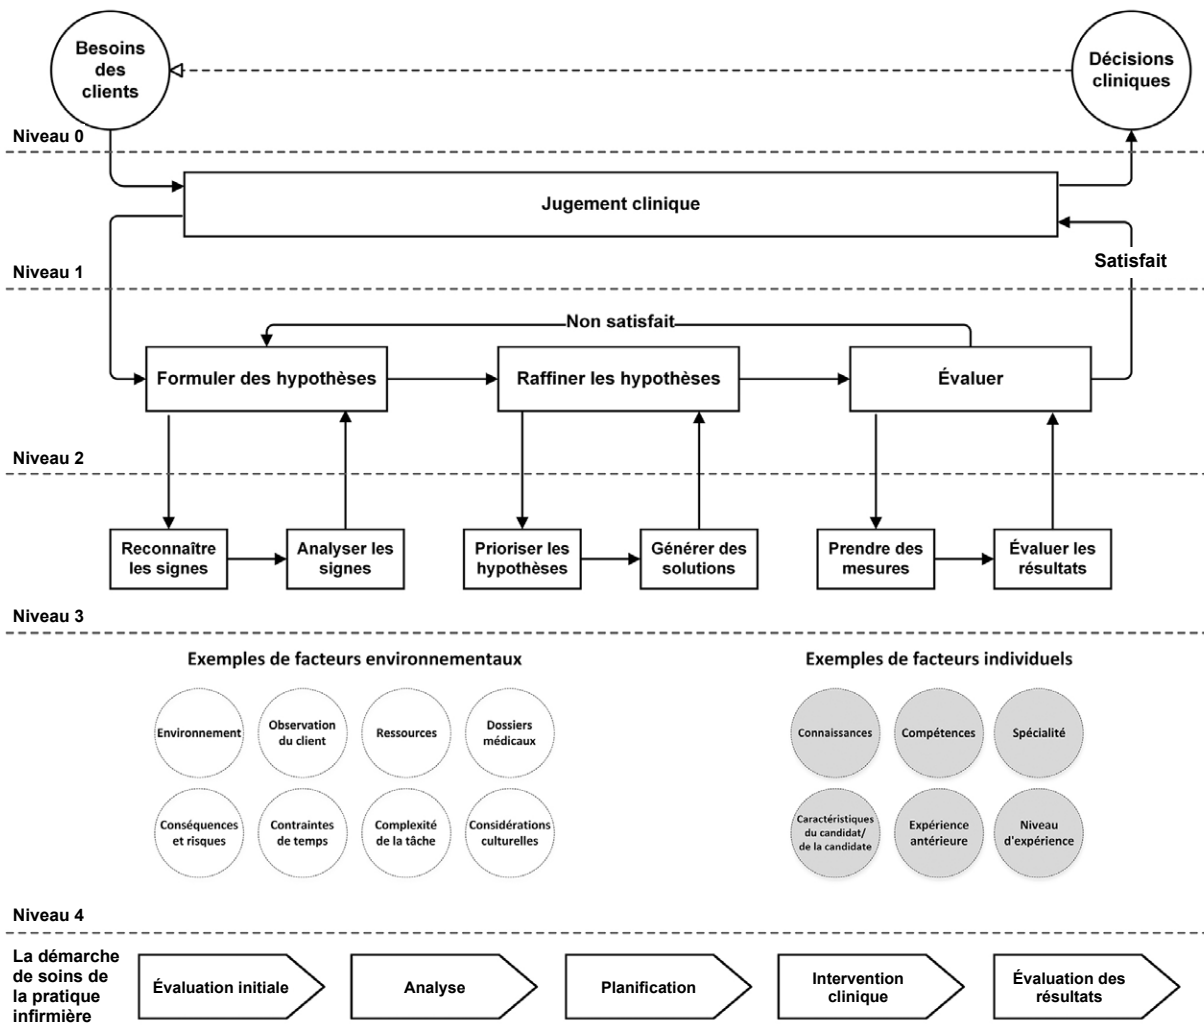 Besoins
des
clients
Décisions
cliniques
Niveau 0
Jugement clinique
Satisfait
Niveau 1
Non satisfait
Formuler des hypothèses
Raffiner les hypothèses
Évaluer
Niveau 2
Reconnaître
les signes
Analyser les
signes
Prioriser les
hypothèses
Générer des
solutions
Prendre des
mesures
Évaluer les
résultats
Niveau 3
Exemples de facteurs environnementaux
Exemples de facteurs individuels
Environnement
Observation
du client
Ressources
Dossiers
médicaux
Connaissances
Compétences
Spécialité
Conséquences
et risques
Contraintes
de temps
Complexité
de la tâche
Considérations
culturelles
Caractéristiques
du candidat/
de la candidate
Expérience
antérieure
Niveau
d'expérience
Niveau 4
La démarche
de soins de
la pratique
infirmière
Évaluation initiale
Analyse
Planification
Intervention
clinique
Évaluation des
résultats